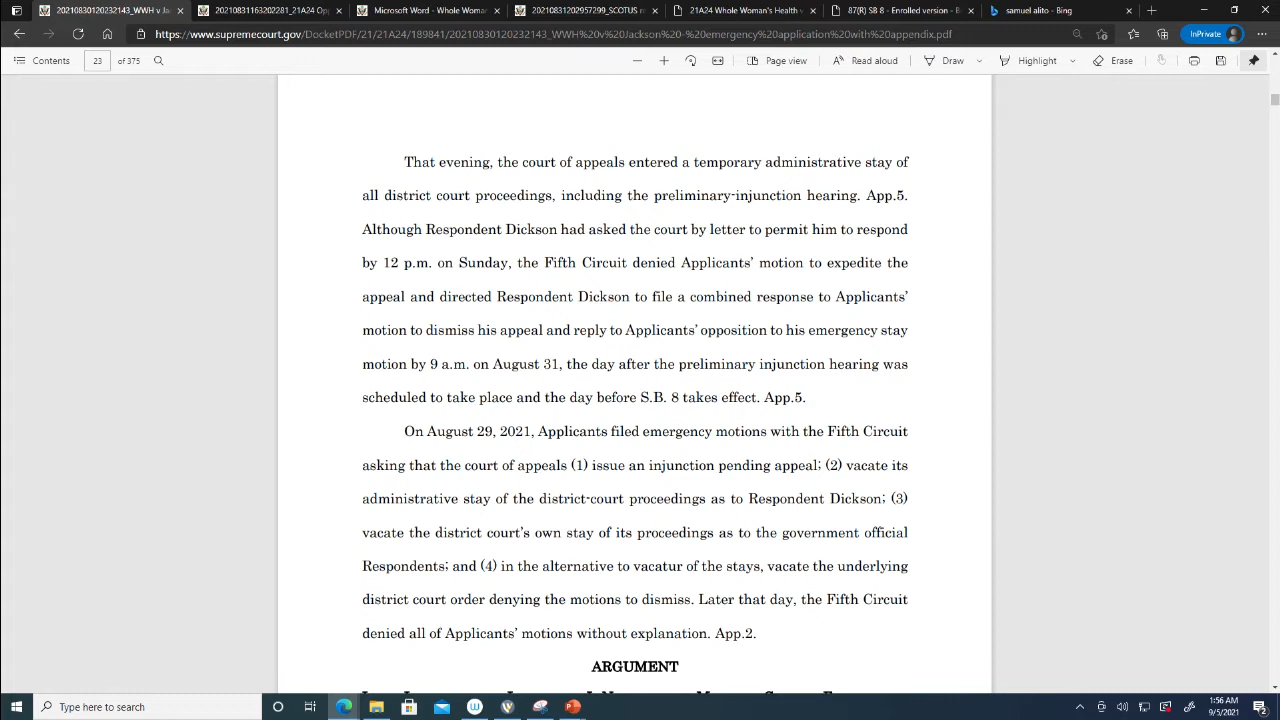 20210830120232143_WWH v Jac
20210831163202281_21A24 Opp
Microsoft Word - Whole Woman
20210831202957299_SCOTUS r
21A24 Whole Woman's Health v
87(R) SB 8 - Enrolled version - B
samuel alito - Bing
https://www.supremecourt.gov/DocketPDF/21/21A24/189841/20210830120232143_WWH%20v%20Jackson%20-%20emergency%20application%20with%20appendix.pdf
InPrivate
Contents 23 of 375
Page view
Read aloud
Draw
Highlight
Erase
That evening, the court of appeals entered a temporary administrative stay of
all district court proceedings, including the preliminary-injunction hearing. App.5.
Although Respondent Dickson had asked the court by letter to permit him to respond
by 12 p.m. on Sunday, the Fifth Circuit denied Applicants’ motion to expedite the
appeal and directed Respondent Dickson to file a combined response to Applicants’
motion to dismiss his appeal and reply to Applicants’ opposition to his emergency stay
motion by 9 a.m. on August 31, the day after the preliminary injunction hearing was
scheduled to take place and the day before S.B. 8 takes effect. App.5.
On August 29, 2021, Applicants filed emergency motions with the Fifth Circuit
asking that the court of appeals (1) issue an injunction pending appeal; (2) vacate its
administrative stay of the district-court proceedings as to Respondent Dickson; (3)
vacate the district court’s own stay of its proceedings as to the government official
Respondents; and (4) in the alternative to vacatur of the stays, vacate the underlying
district court order denying the motions to dismiss. Later that day, the Fifth Circuit
denied all of Applicants’ motions without explanation. App.2.
ARGUMENT
Type here to search
1:56 AM
9/5/2021